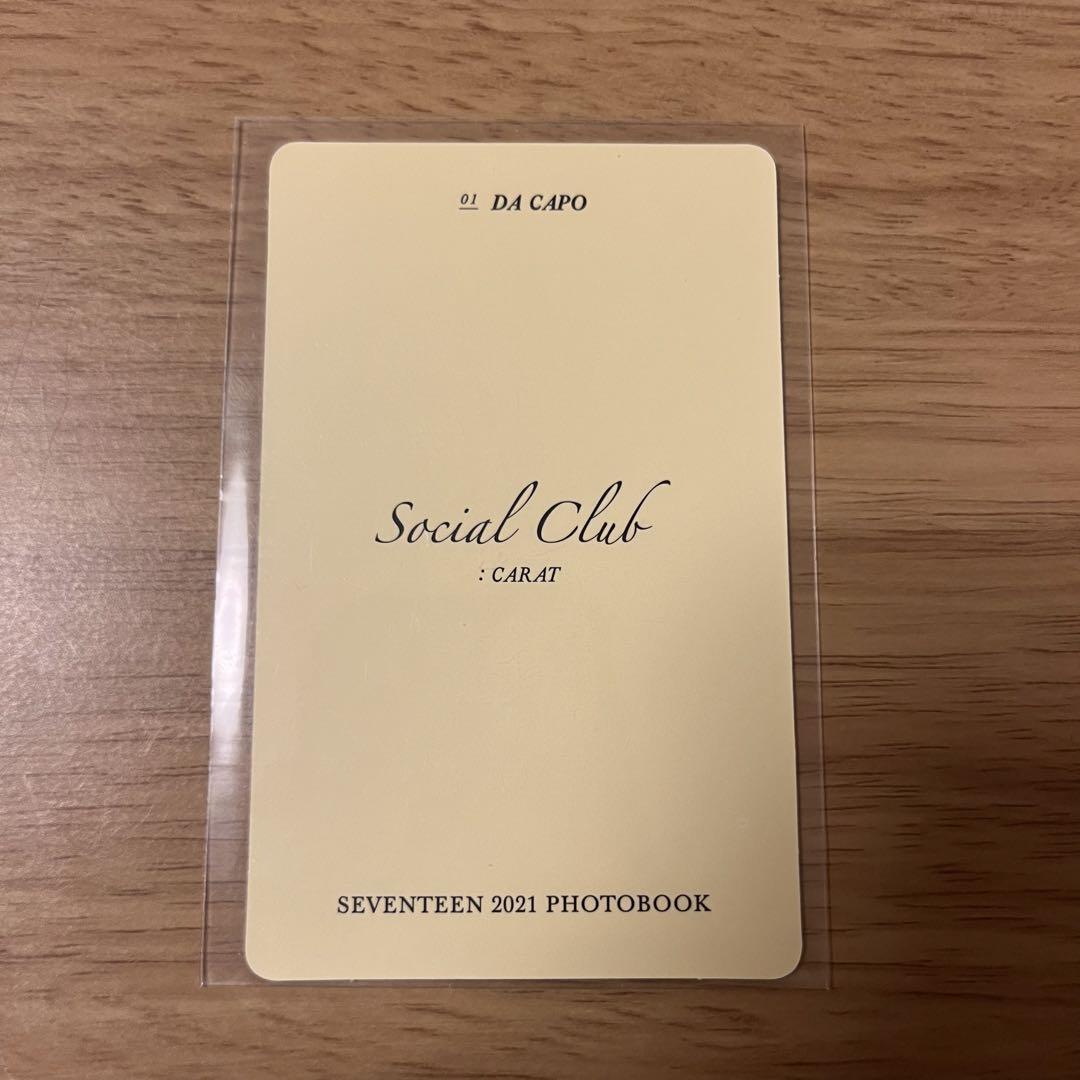 01 DA CAPO
Social Club
: CARAT
SEVENTEEN 2021 PHOTOBOOK